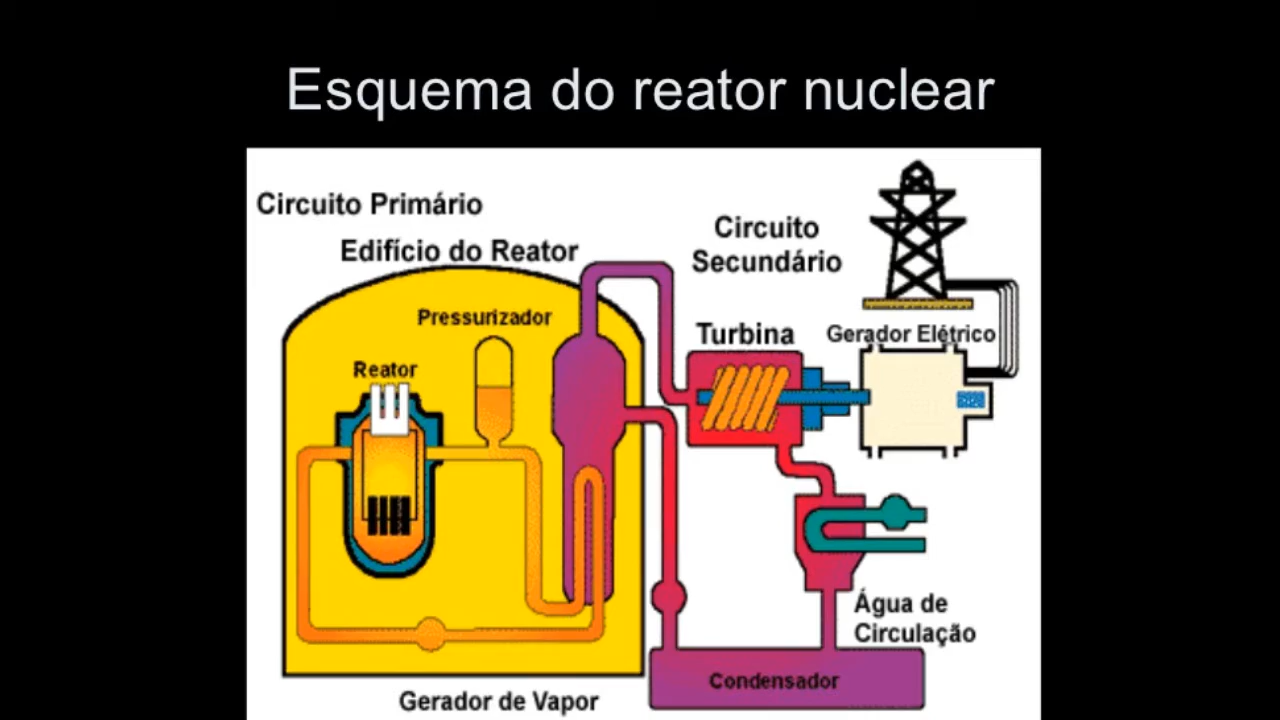 Esquema do reator nuclear
Circuito Primário
Edifício do Reator
Circuito
Secundário
Pressurizador
Turbina
Gerador Elétrico
Reator
Água de
Circulação
Condensador
Gerador de Vapor